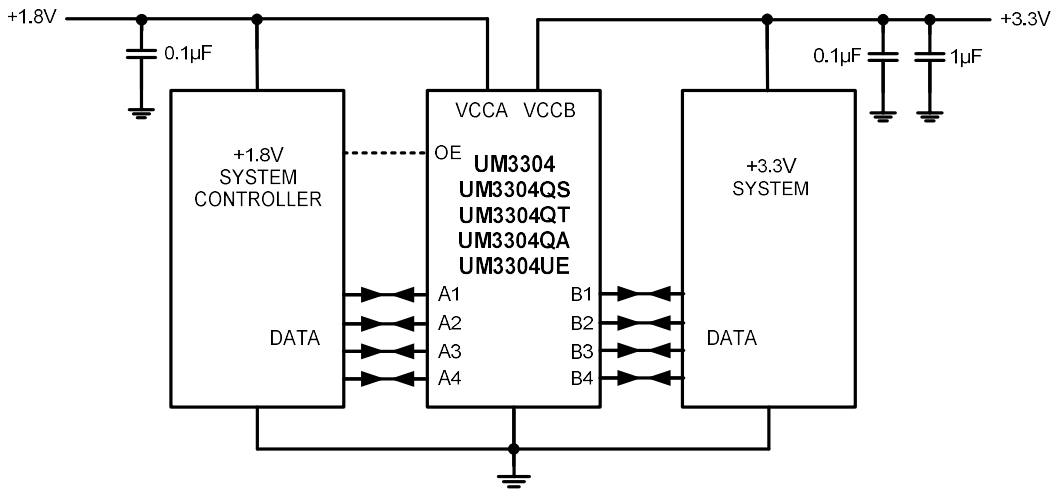 +1.8V
+3.3V
0.1µF
0.1µF
1µF
VCCA VCCB
+1.8V
SYSTEM
CONTROLLER
OE
UM3304
UM3304QS
UM3304QT
UM3304QA
UM3304UE
+3.3V
SYSTEM
A1
A2
A3
A4
B1
B2
B3
B4
DATA
DATA